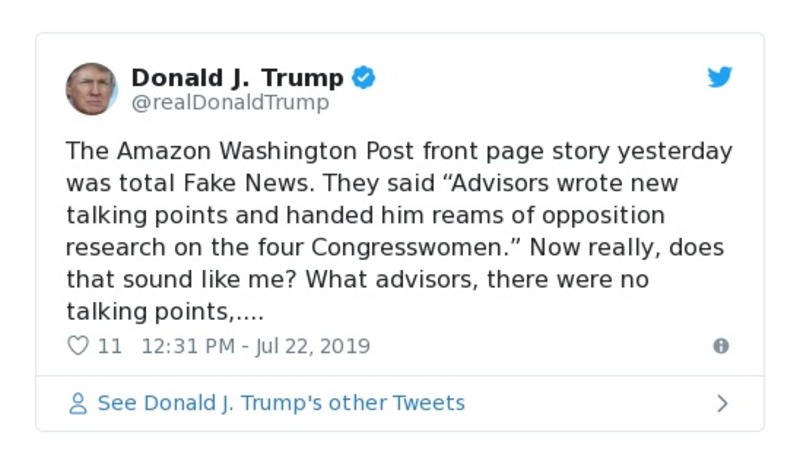 Donald J. Trump
@realDonaldTrump
The Amazon Washington Post front page story yesterday
was total Fake News. They said “Advisors wrote new
talking points and handed him reams of opposition
research on the four Congresswomen.” Now really, does
that sound like me? What advisors, there were no
talking points,....
11 12:31 PM - Jul 22, 2019
See Donald J. Trump's other Tweets